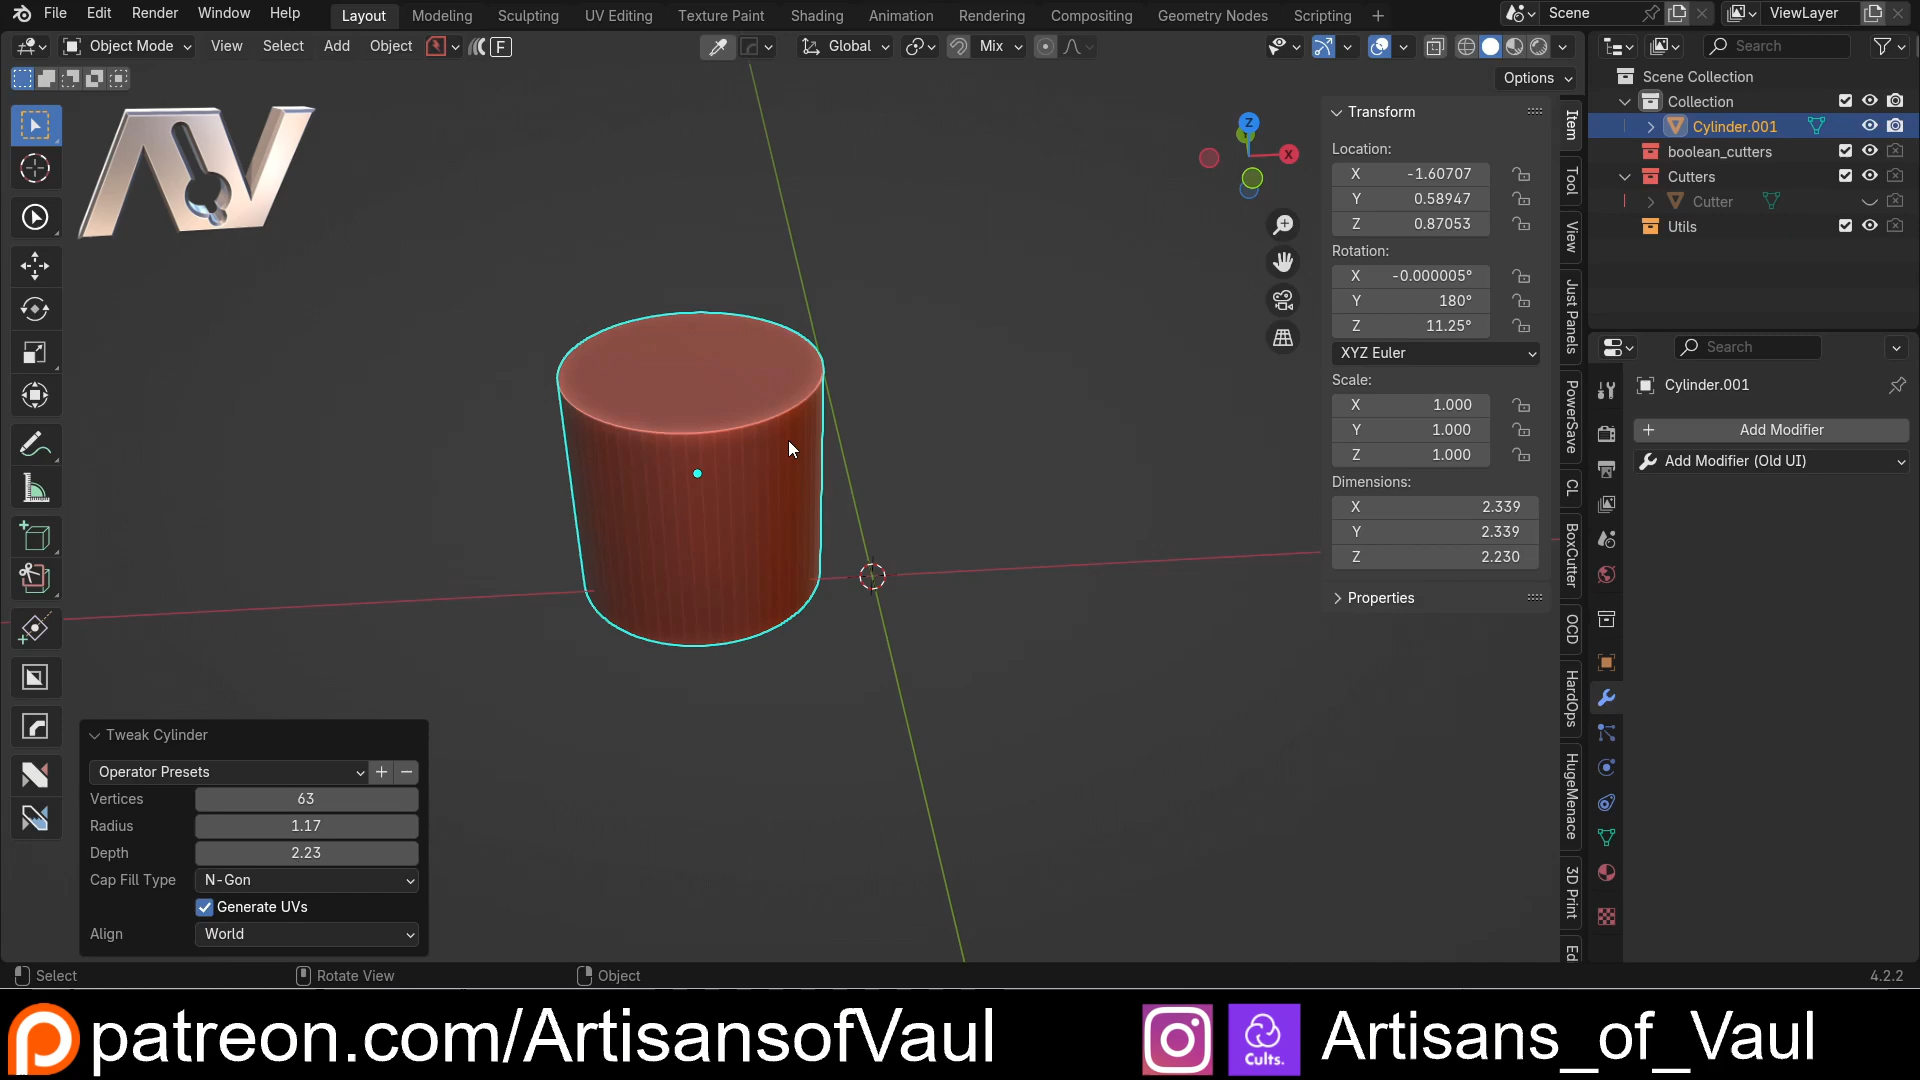 File Edit Render Window Help Layout Modeling Sculpting UV Editing Texture Paint Shading Animation Rendering Compositing Geometry Nodes Scripting + Scene ViewLayer
Object Mode View Select Add Object F Global Mix Search
Options
Scene Collection
Collection
Cylinder.001
boolean_cutters
Cutters
Cutter
Utils
AV
Z
X
Transform
Location:
X -1.60707
Y 0.58947
Z 0.87053
Rotation:
X -0.000005°
Y 180°
Z 11.25°
XYZ Euler
Scale:
X 1.000
Y 1.000
Z 1.000
Dimensions:
X 2.339
Y 2.339
Z 2.230
Properties
Item
Tool
View
Just Panels
PowerSave
CL
BoxCutter
OCD
HardOps
HugeMenace
3D Print
Ed
Search
Cylinder.001
Add Modifier
Add Modifier (Old UI)
Tweak Cylinder
Operator Presets
Vertices 63
Radius 1.17
Depth 2.23
Cap Fill Type N-Gon
Generate UVs
Align World
Select Rotate View Object 4.2.2
patreon.com/ArtisansofVaul Cults. Artisans_of_Vaul